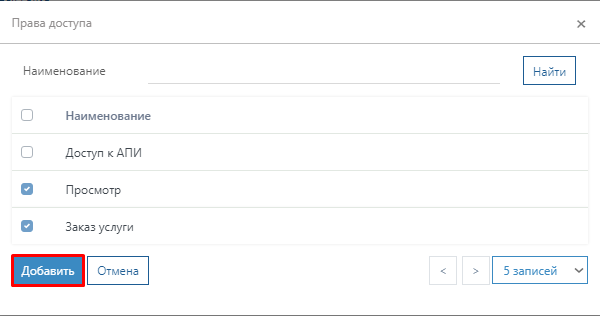 Права доступа ×
Наименование Найти
Наименование
Доступ к АПИ
Просмотр
Заказ услуги
Добавить Отмена < > 5 записей